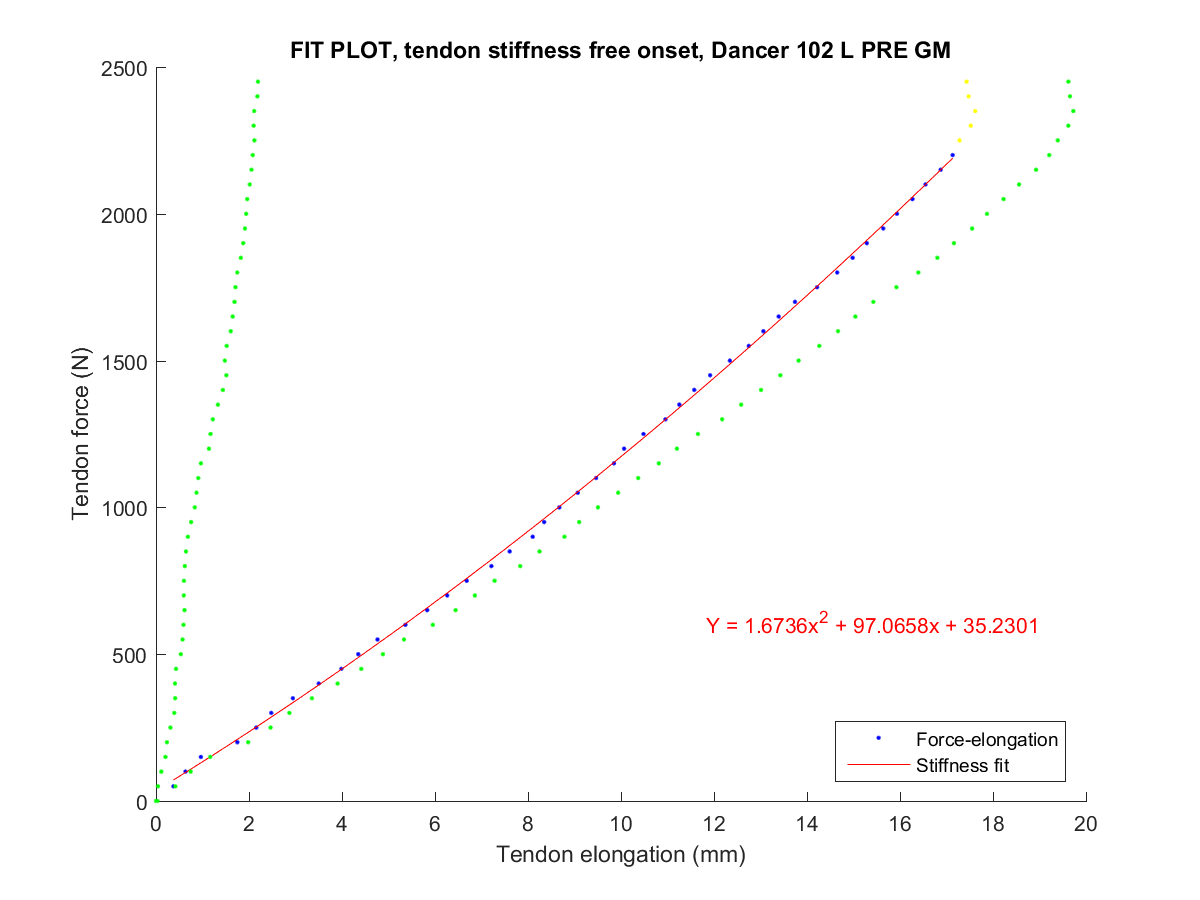 FIT PLOT, tendon stiffness free onset, Dancer 102 L PRE GM
2500
2000
1500
1000
500
0
Tendon force (N)
Y = 1.6736x² + 97.0658x + 35.2301
Force-elongation
Stiffness fit
0 2 4 6 8 10 12 14 16 18 20
Tendon elongation (mm)